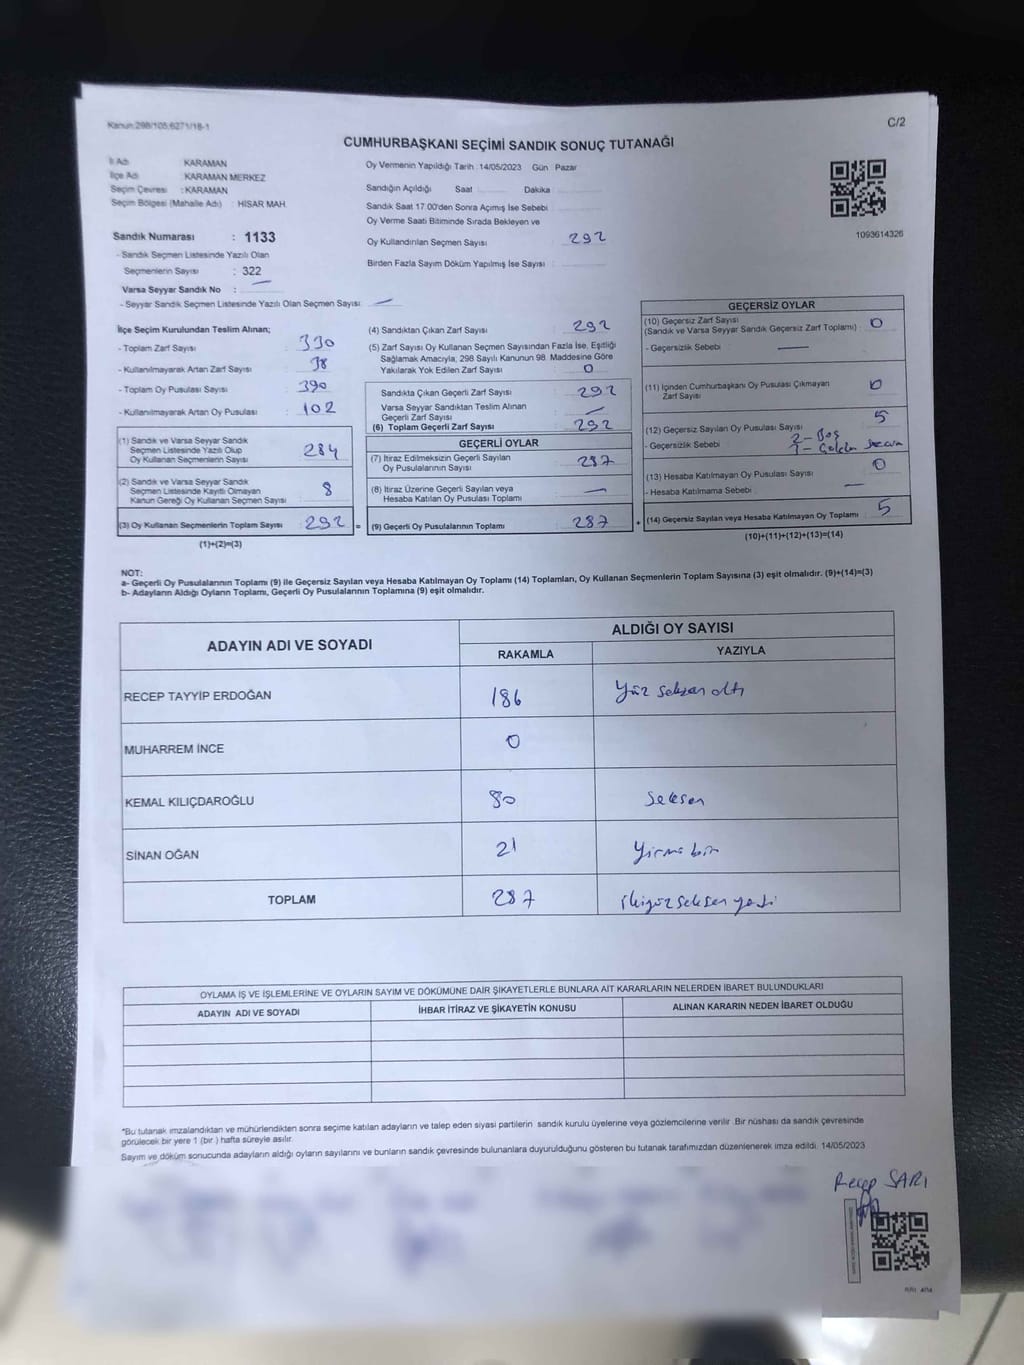 Kanun:298/105;6271/18-1
C/2
CUMHURBAŞKANI SEÇİMİ SANDIK SONUÇ TUTANAĞI
İl Adı KARAMAN
İlçe Adı KARAMAN MERKEZ
Seçim Çevresi : KARAMAN
Seçim Bölgesi (Mahalle Adı) : HİSAR MAH.
Sandık Numarası : 1133
- Sandık Seçmen Listesinde Yazılı Olan
Seçmenlerin Sayısı : 322
Varsa Seyyar Sandık No : —
- Seyyar Sandık Seçmen Listesinde Yazılı Olan Seçmen Sayısı —
Oy Vermenin Yapıldığı Tarih : 14/05/2023 Gün Pazar
Sandığın Açıldığı Saat Dakika
Sandık Saat 17:00'den Sonra Açımış İse Sebebi
Oy Verme Saati Bitiminde Sırada Bekleyen ve
Oy Kullandırılan Seçmen Sayısı 292
Birden Fazla Sayım Döküm Yapılmış İse Sayısı
1093614326
İlçe Seçim Kurulundan Teslim Alınan;
- Toplam Zarf Sayısı : 330
- Kullanılmayarak Artan Zarf Sayısı : 38
- Toplam Oy Pusulası Sayısı : 390
- Kullanılmayarak Artan Oy Pusulası : 102
(1) Sandık ve Varsa Seyyar Sandık
Seçmen Listesinde Yazılı Olup
Oy Kullanan Seçmenlerin Sayısı 284
(2) Sandık ve Varsa Seyyar Sandık
Seçmen Listesinde Kayıtlı Olmayan
Kanun Gereği Oy Kullanan Seçmen Sayısı 8
(3) Oy Kullanan Seçmenlerin Toplam Sayısı : 292 =
(1)+(2)=(3)
(4) Sandıktan Çıkan Zarf Sayısı : 292
(5) Zarf Sayısı Oy Kullanan Seçmen Sayısından Fazla İse, Eşitliği
Sağlamak Amacıyla; 298 Sayılı Kanunun 98. Maddesine Göre
Yakılarak Yok Edilen Zarf Sayısı : 0
Sandıkta Çıkan Geçerli Zarf Sayısı : 292
Varsa Seyyar Sandıktan Teslim Alınan
Geçerli Zarf Sayısı —
(6) Toplam Geçerli Zarf Sayısı : 292
GEÇERLİ OYLAR
(7) İtiraz Edilmeksizin Geçerli Sayılan
Oy Pusulalarının Sayısı 287
(8) İtiraz Üzerine Geçerli Sayılan veya
Hesaba Katılan Oy Pusulası Toplamı —
(9) Geçerli Oy Pusulalarının Toplamı : 287 +
GEÇERSİZ OYLAR
(10) Geçersiz Zarf Sayısı
(Sandık ve Varsa Seyyar Sandık Geçersiz Zarf Toplamı) : 0
- Geçersizlik Sebebi : —
(11) İçinden Cumhurbaşkanı Oy Pusulası Çıkmayan
Zarf Sayısı 0
(12) Geçersiz Sayılan Oy Pusulası Sayısı 5
- Geçersizlik Sebebi 2- Boş
(13) Hesaba Katılmayan Oy Pusulası Sayısı : 0
- Hesaba Katılmama Sebebi —
(14) Geçersiz Sayılan veya Hesaba Katılmayan Oy Toplamı : 5
(10)+(11)+(12)+(13)=(14)
NOT:
a- Geçerli Oy Pusulalarının Toplamı (9) ile Geçersiz Sayılan veya Hesaba Katılmayan Oy Toplamı (14) Toplamları, Oy Kullanan Seçmenlerin Toplam Sayısına (3) eşit olmalıdır. (9)+(14)=(3)
b- Adayların Aldığı Oyların Toplamı, Geçerli Oy Pusulalarının Toplamına (9) eşit olmalıdır.
ADAYIN ADI VE SOYADI
ALDIĞI OY SAYISI
RAKAMLA YAZIYLA
RECEP TAYYİP ERDOĞAN 186 Yüz seksen altı
MUHARREM İNCE 0
KEMAL KILIÇDAROĞLU 80 Seksen
SİNAN OĞAN 21 Yirmi bir
TOPLAM 287 ikiyüz seksen yedi
OYLAMA İŞ VE İŞLEMLERİNE VE OYLARIN SAYIM VE DÖKÜMÜNE DAİR ŞİKAYETLERLE BUNLARA AİT KARARLARIN NELERDEN İBARET BULUNDUKLARI
ADAYIN ADI VE SOYADI İHBAR İTİRAZ VE ŞİKAYETİN KONUSU ALINAN KARARIN NEDEN İBARET OLDUĞU
*Bu tutanak imzalandıktan ve mühürlendikten sonra seçime katılan adayların ve talep eden siyasi partilerin sandık kurulu üyelerine veya gözlemcilerine verilir. Bir nüshası da sandık çevresinde
görülecek bir yere 1 (bir ) hafta süreyle asılır.
Sayım ve döküm sonucunda adayların aldığı oyların sayılarını ve bunların sandık çevresinde bulunanlara duyurulduğunu gösteren bu tutanak tarafımızdan düzenlenerek imza edildi. 14/05/2023
Recep SARI